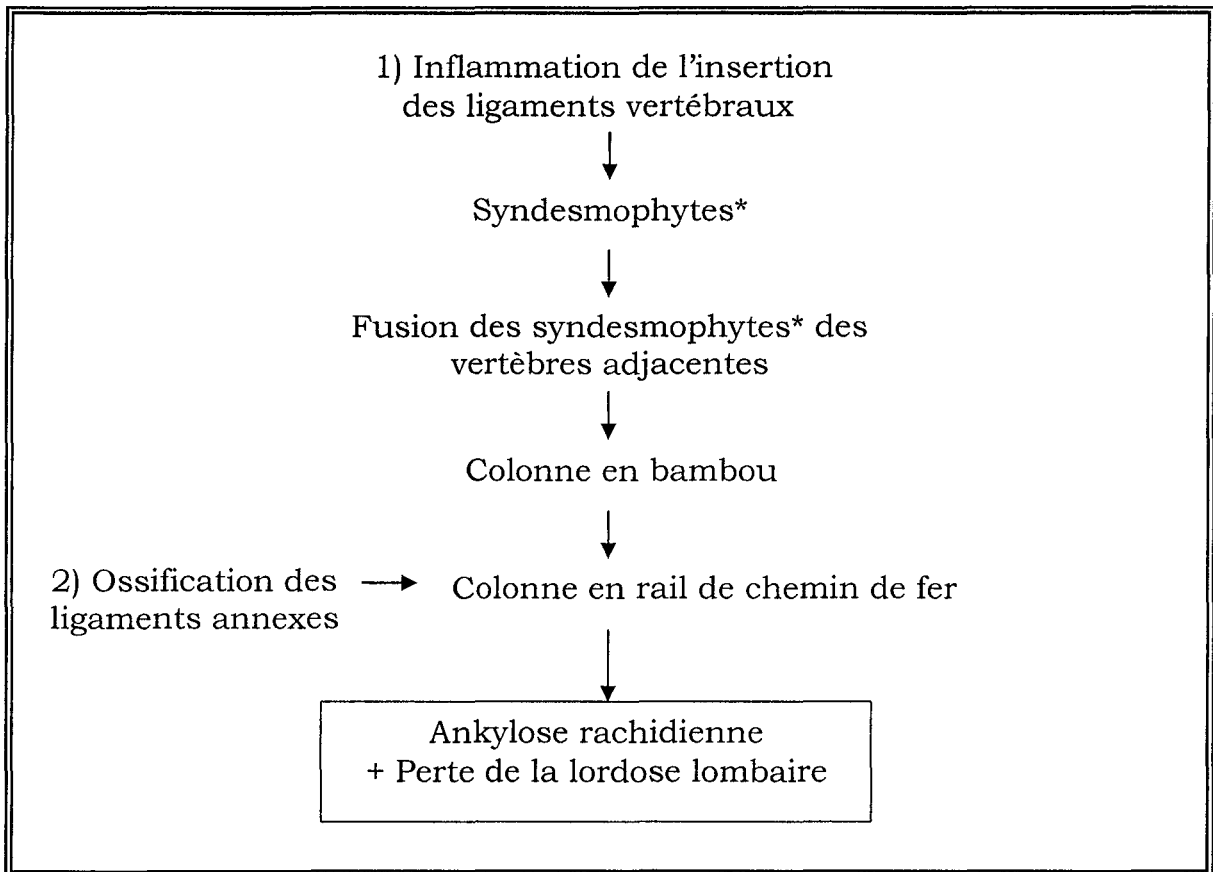 1) Inflammation de l'insertion
des ligaments vertébraux
Syndesmophytes*
Fusion des syndesmophytes* des
vertèbres adjacentes
Colonne en bambou
2) Ossification des
ligaments annexes
Colonne en rail de chemin de fer
Ankylose rachidienne
+ Perte de la lordose lombaire